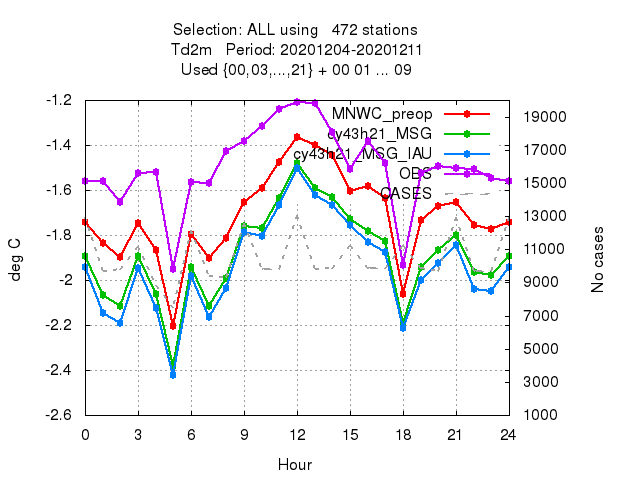 Selection: ALL using   472 stations
Td2m   Period: 20201204-20201211
Used {00,03,...,21} + 00 01 ... 09
-1.2
-1.4
-1.6
-1.8
-2
-2.2
-2.4
-2.6
deg C
MNWC_preop
cy43h21_MSG
cy43h21_MSG_IAU
OBS
CASES
19000
17000
15000
13000
11000
9000
7000
5000
3000
1000
No cases
0 3 6 9 12 15 18 21 24
Hour